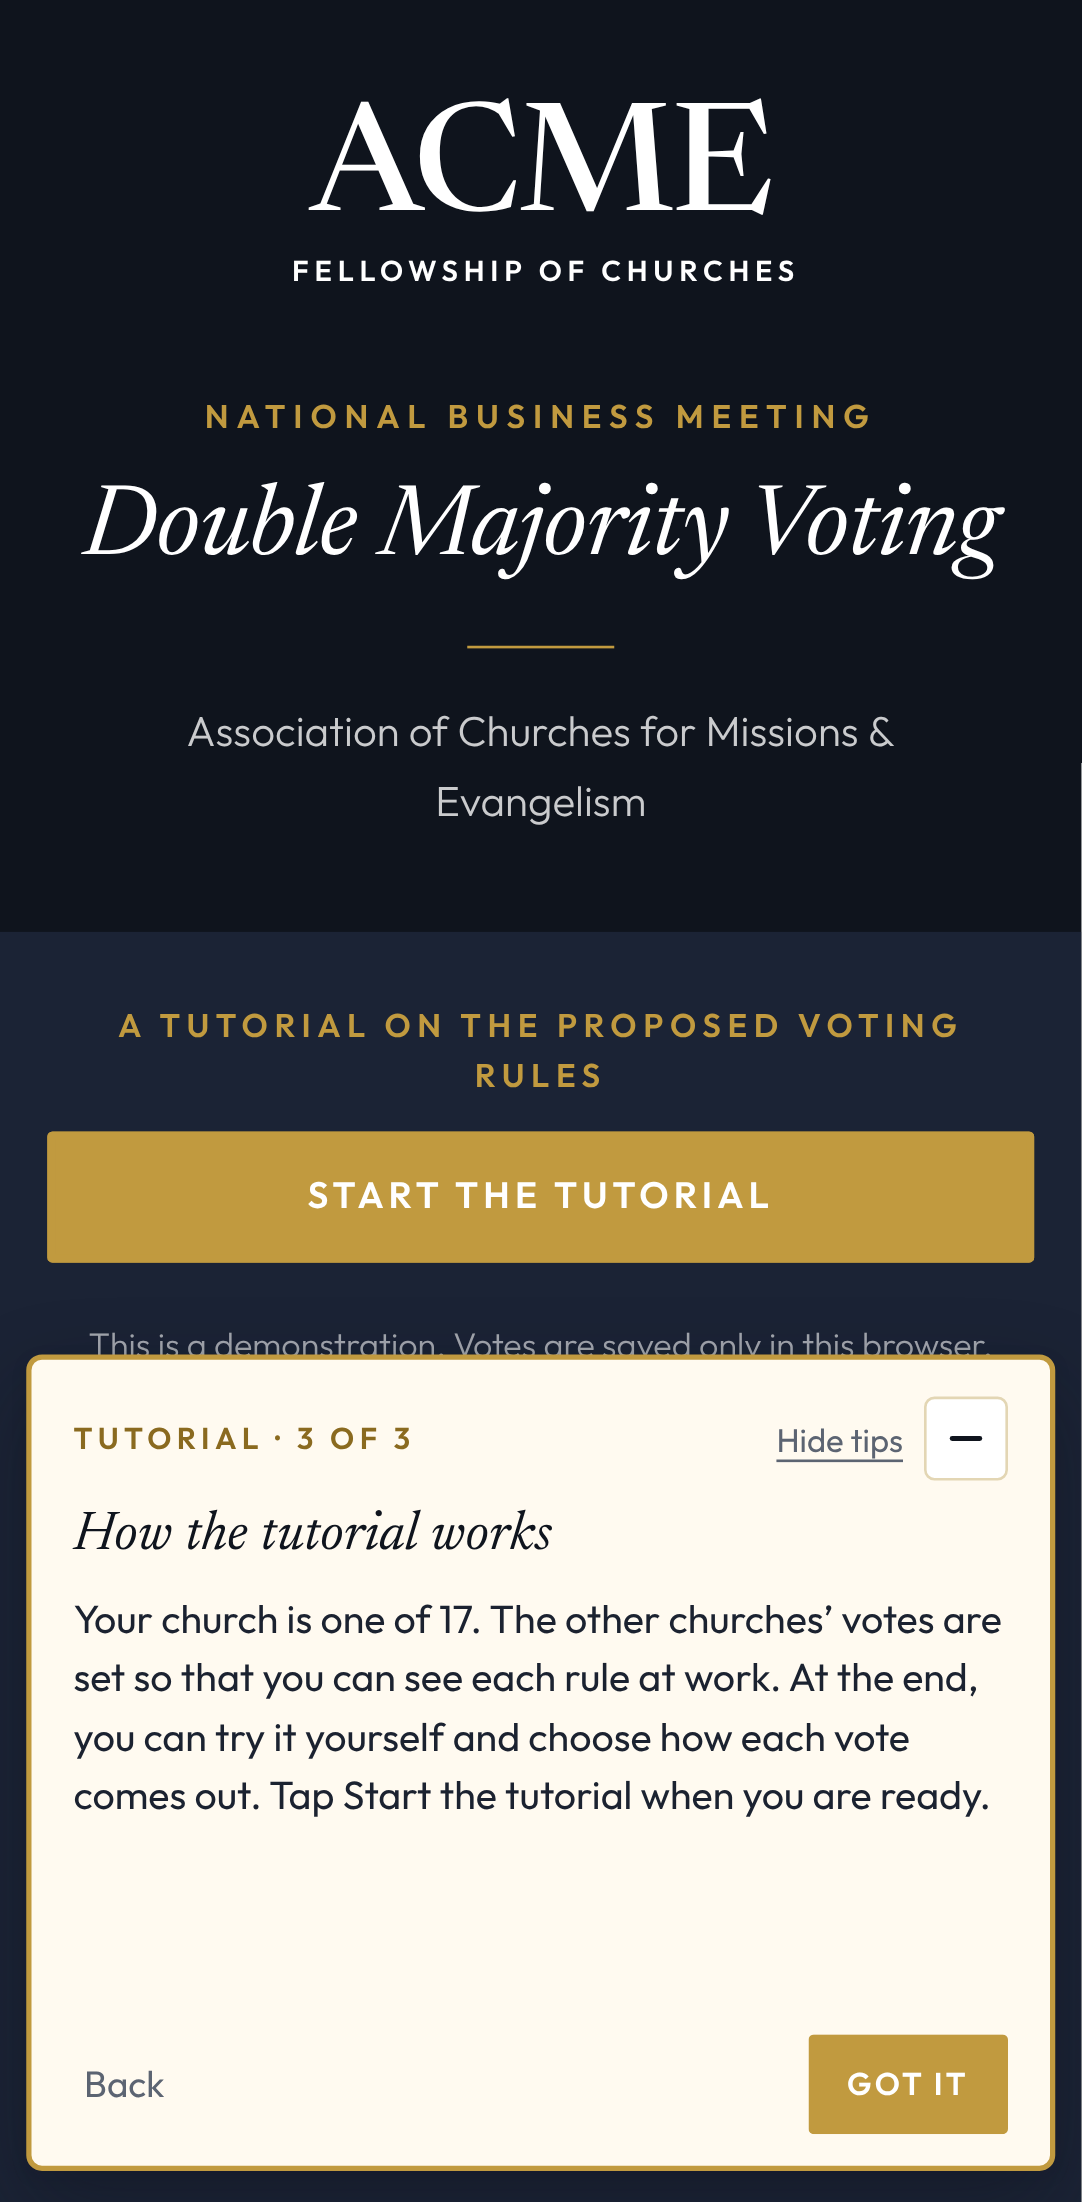 ACME
FELLOWSHIP OF CHURCHES
NATIONAL BUSINESS MEETING
Double Majority Voting
Association of Churches for Missions &
Evangelism
A TUTORIAL ON THE PROPOSED VOTING
RULES
START THE TUTORIAL
This is a demonstration. Votes are saved only in this browser.
TUTORIAL · 3 OF 3
Hide tips
How the tutorial works
Your church is one of 17. The other churches’ votes are
set so that you can see each rule at work. At the end,
you can try it yourself and choose how each vote
comes out. Tap Start the tutorial when you are ready.
Back
GOT IT